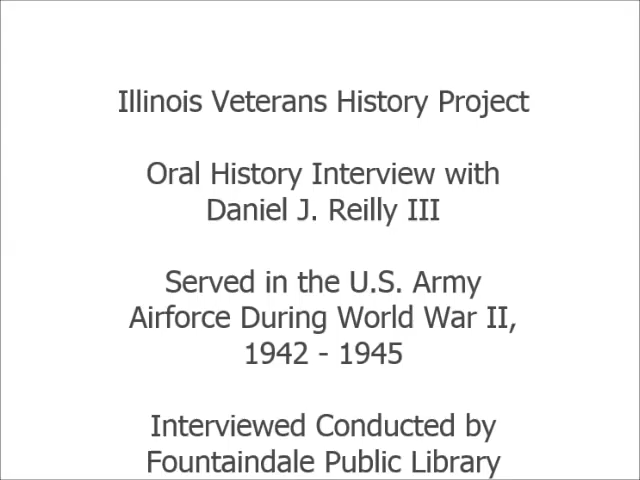 Illinois Veterans History Project
Oral History Interview with
Daniel J. Reilly III
Served in the U.S. Army
Airforce During World War II,
1942 - 1945
Interviewed Conducted by
Fountaindale Public Library